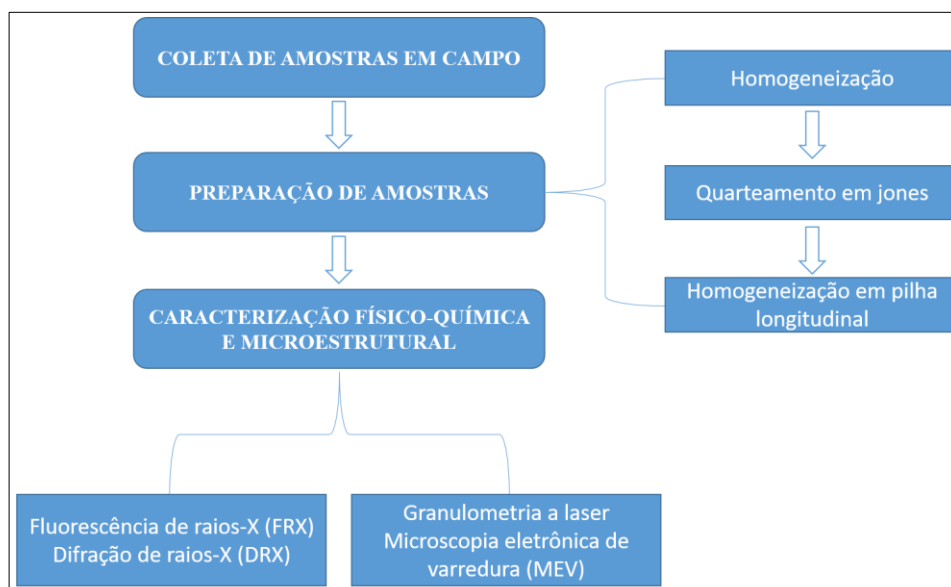 COLETA DE AMOSTRAS EM CAMPO
PREPARAÇÃO DE AMOSTRAS
CARACTERIZAÇÃO FÍSICO-QUÍMICA
E MICROESTRUTURAL
Homogeneização
Quarteamento em jones
Homogeneização em pilha
longitudinal
Fluorescência de raios-X (FRX)
Difração de raios-X (DRX)
Granulometria a laser
Microscopia eletrônica de
varredura (MEV)